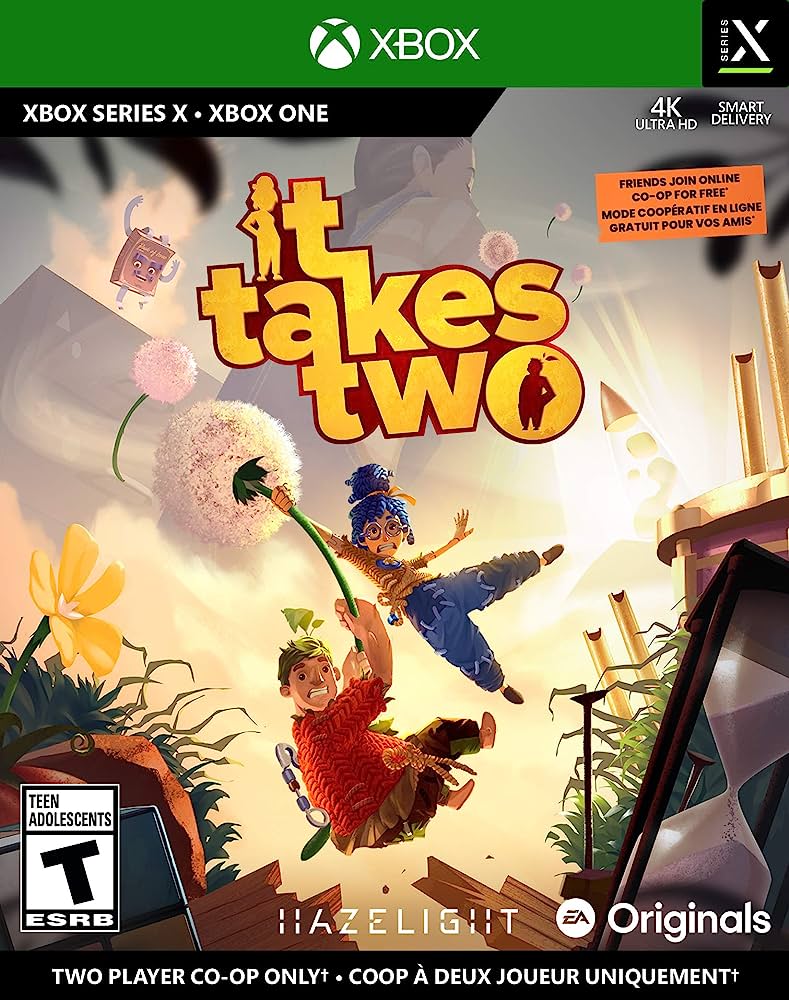 XBOX
SERIES X
XBOX SERIES X • XBOX ONE
4K
ULTRA HD
SMART
DELIVERY
FRIENDS JOIN ONLINE
CO-OP FOR FREE*
MODE COOPÉRATIF EN LIGNE
GRATUIT POUR VOS AMIS*
it
takes
two
TEEN
ADOLESCENTS
T
ESRB
HAZELIGHT
EA Originals
TWO PLAYER CO-OP ONLY† • COOP À DEUX JOUEUR UNIQUEMENT†